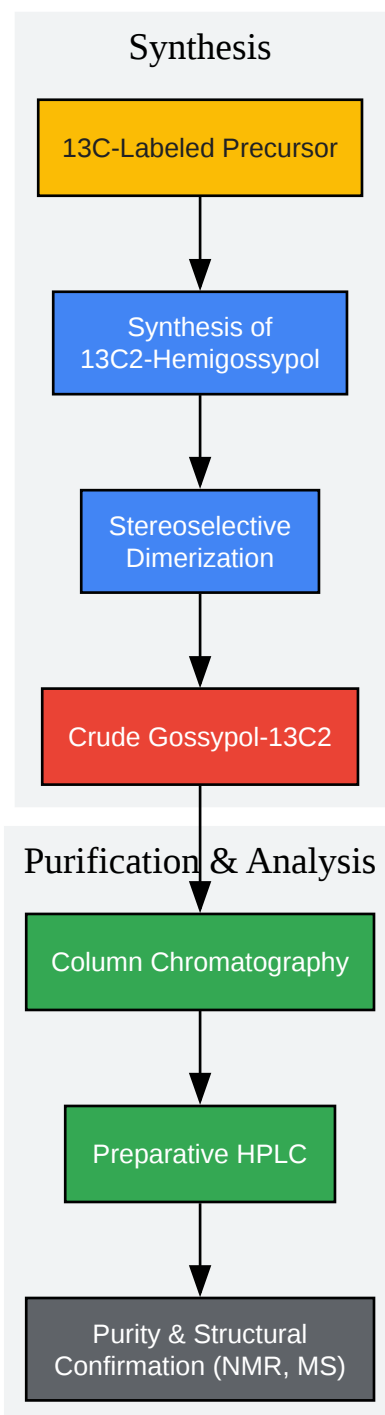 Synthesis
13C-Labeled Precursor
Synthesis of
13C2-Hemigossypol
Stereoselective
Dimerization
Crude Gossypol-13C2
Purification & Analysis
Column Chromatography
Preparative HPLC
Purity & Structural
Confirmation (NMR, MS)